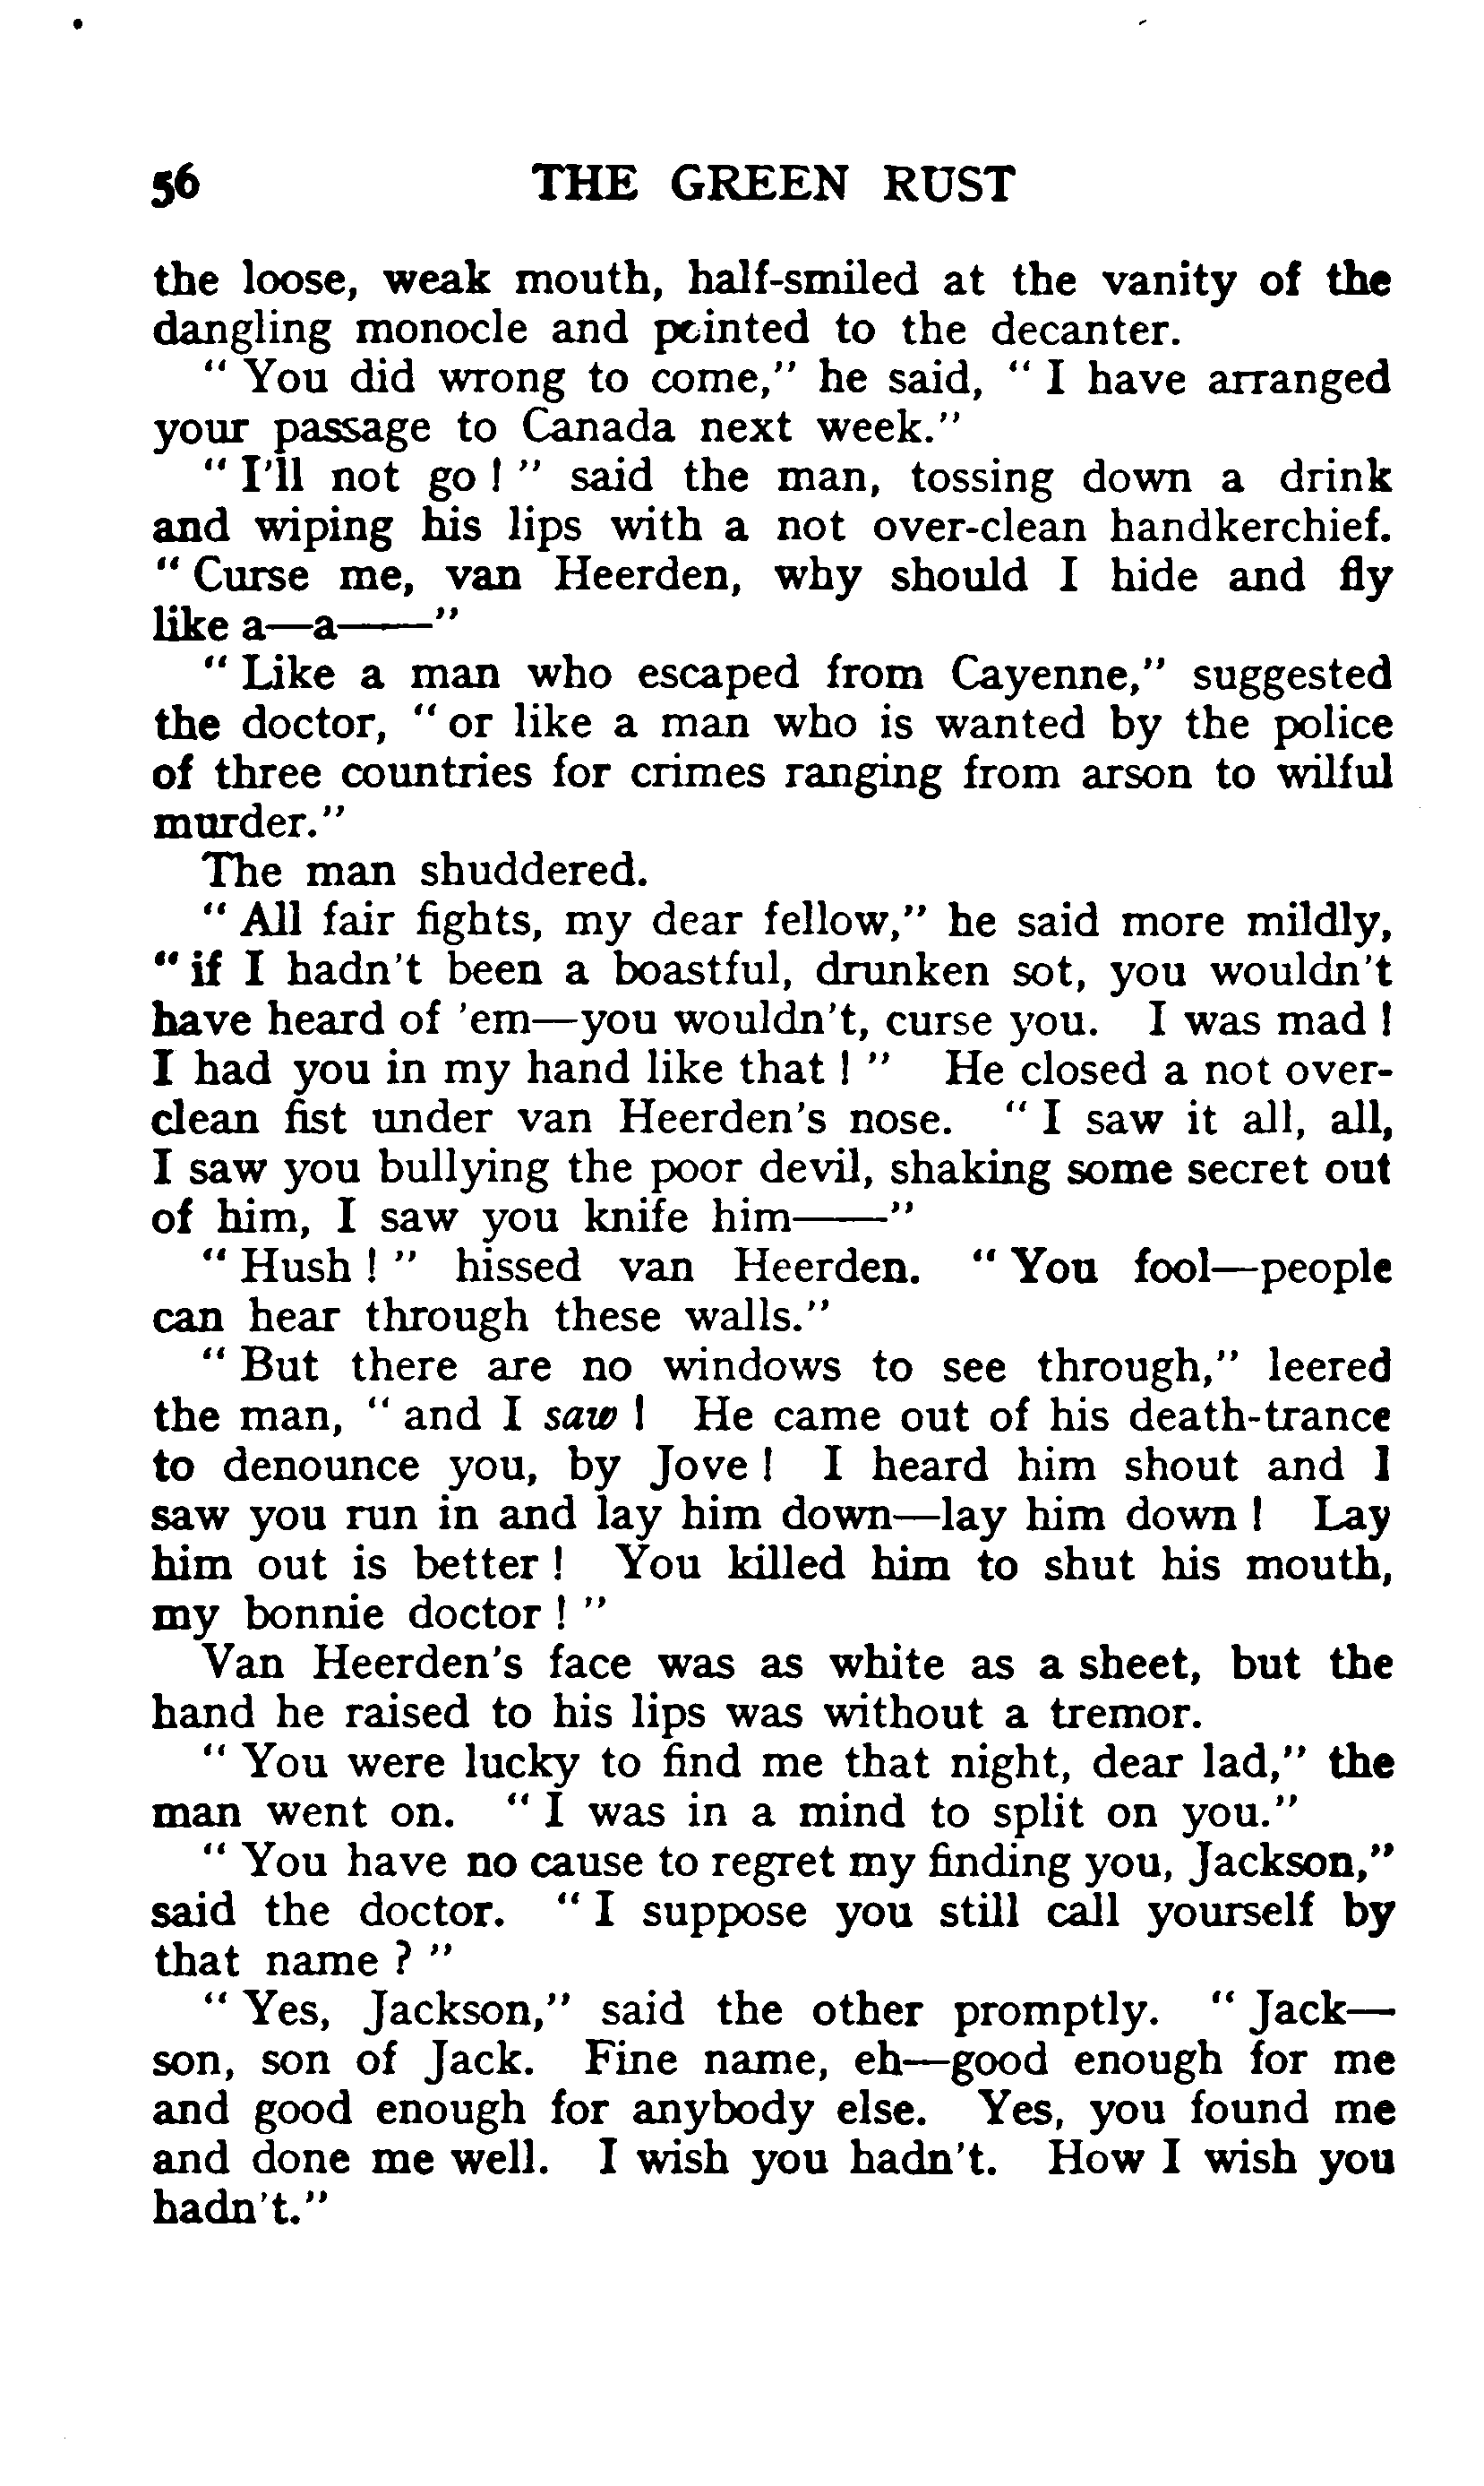 56 THE GREEN RUST
the loose, weak mouth, half-smiled at the vanity of the
dangling monocle and pointed to the decanter.
" You did wrong to come," he said, " I have arranged
your passage to Canada next week."
" I'll not go ! " said the man, tossing down a drink
and wiping his lips with a not over-clean handkerchief.
" Curse me, van Heerden, why should I hide and fly
like a—a——"
" Like a man who escaped from Cayenne," suggested
the doctor, " or like a man who is wanted by the police
of three countries for crimes ranging from arson to wilful
murder."
The man shuddered.
" All fair fights, my dear fellow," he said more mildly,
" if I hadn't been a boastful, drunken sot, you wouldn't
have heard of 'em—you wouldn't, curse you. I was mad !
I had you in my hand like that ! " He closed a not over-
clean fist under van Heerden's nose. " I saw it all, all,
I saw you bullying the poor devil, shaking some secret out
of him, I saw you knife him——"
" Hush ! " hissed van Heerden. " You fool—people
can hear through these walls."
" But there are no windows to see through," leered
the man, " and I saw ! He came out of his death-trance
to denounce you, by Jove ! I heard him shout and I
saw you run in and lay him down—lay him down ! Lay
him out is better ! You killed him to shut his mouth,
my bonnie doctor ! "
Van Heerden's face was as white as a sheet, but the
hand he raised to his lips was without a tremor.
" You were lucky to find me that night, dear lad," the
man went on. " I was in a mind to split on you."
" You have no cause to regret my finding you, Jackson,"
said the doctor. " I suppose you still call yourself by
that name ? "
" Yes, Jackson," said the other promptly. " Jack—
son, son of Jack. Fine name, eh—good enough for me
and good enough for anybody else. Yes, you found me
and done me well. I wish you hadn't. How I wish you
hadn't."